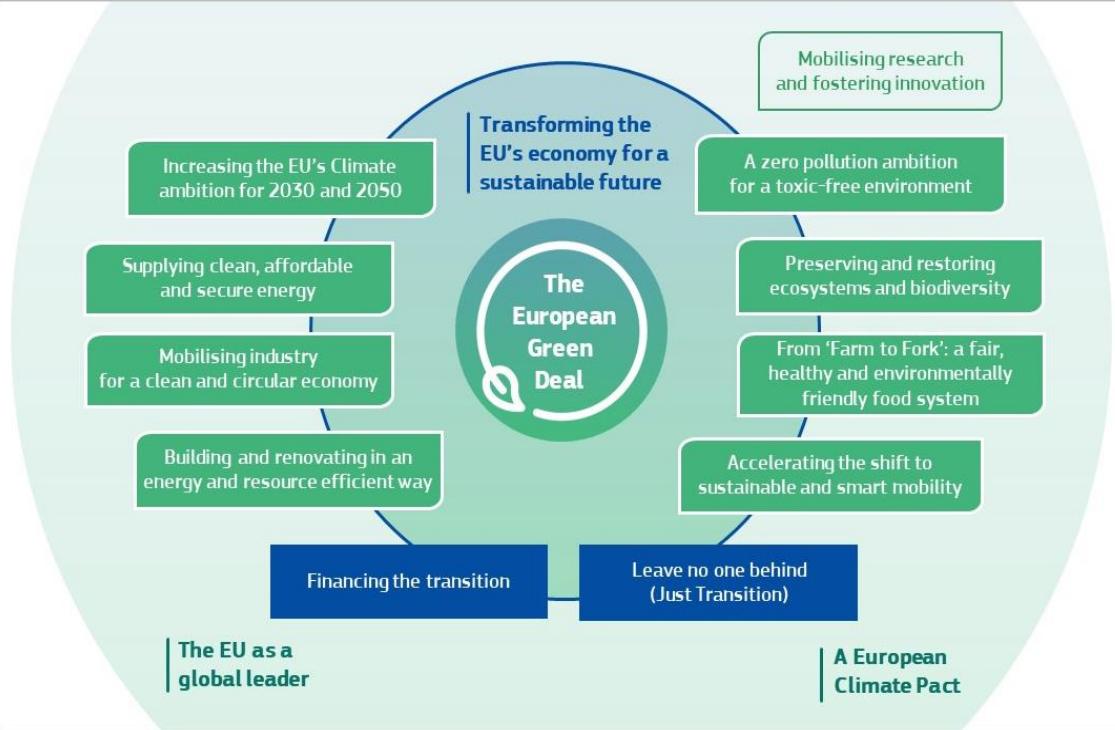 Mobilising research
and fostering innovation
Transforming the
EU's economy for a
sustainable future
Increasing the EU's Climate
ambition for 2030 and 2050
A zero pollution ambition
for a toxic-free environment
Supplying clean, affordable
and secure energy
Preserving and restoring
ecosystems and biodiversity
The
European
Green
Deal
Mobilising industry
for a clean and circular economy
From ‘Farm to Fork’: a fair,
healthy and environmentally
friendly food system
Building and renovating in an
energy and resource efficient way
Accelerating the shift to
sustainable and smart mobility
Financing the transition
Leave no one behind
(Just Transition)
The EU as a
global leader
A European
Climate Pact